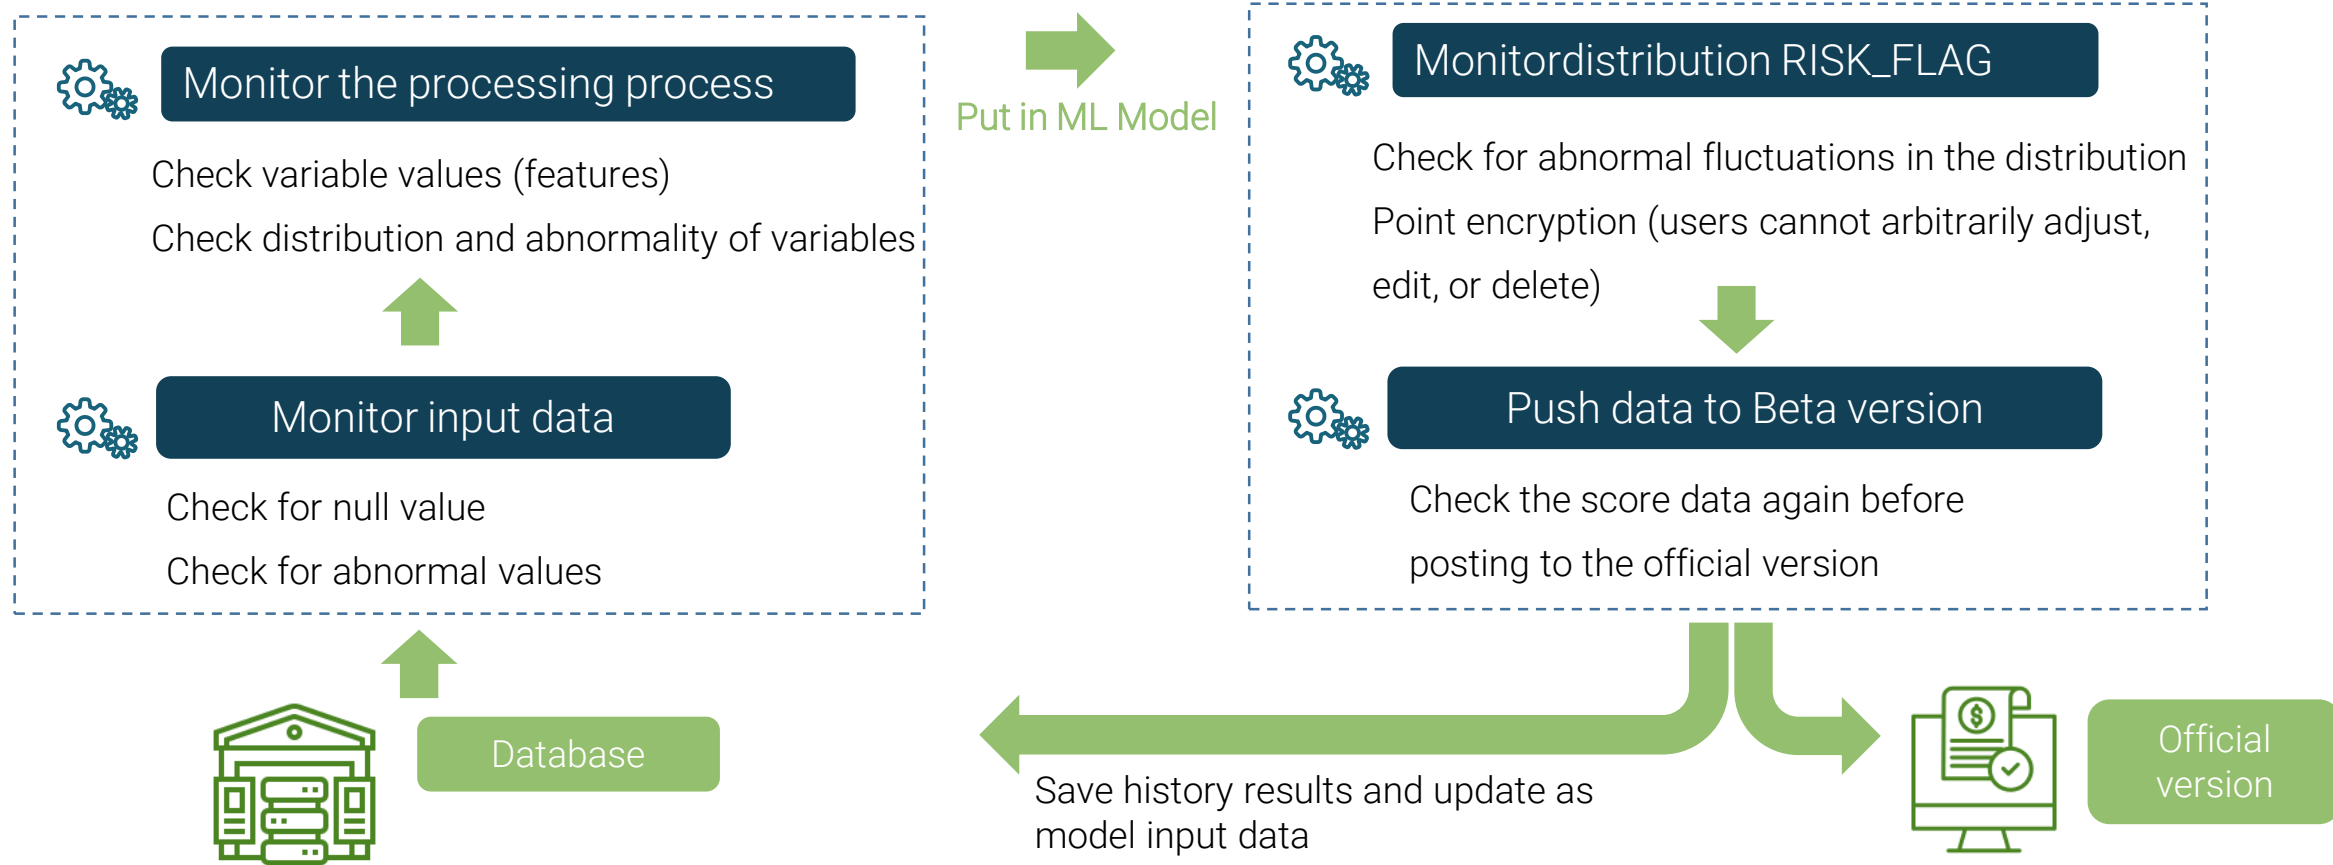 Monitor the processing process
Check variable values (features)
Check distribution and abnormality of variables
Monitor input data
Check for null value
Check for abnormal values
Database
Put in ML Model
Monitordistribution RISK_FLAG
Check for abnormal fluctuations in the distribution
Point encryption (users cannot arbitrarily adjust,
edit, or delete)
Push data to Beta version
Check the score data again before
posting to the official version
Save history results and update as
model input data
Official
version